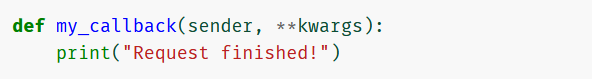 def my_callback(sender, **kwargs):
    print("Request finished!")